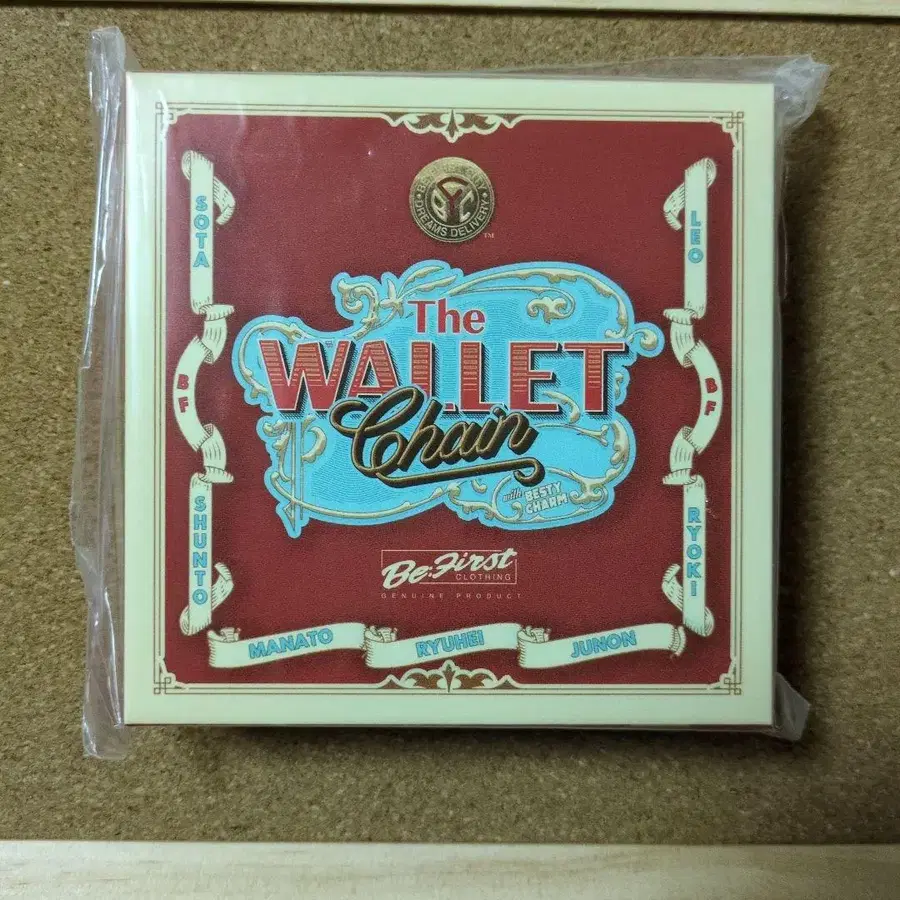 DREAMS DELIVERY
TM
SOTA
LEO
The
WALLET
Chain
with BESTY
CHARM
BF
BF
SHUNTO
RYOKi
Be:First
CLOTHING
GENUINE PRODUCT
MANATO
RYUHEI
JUNON